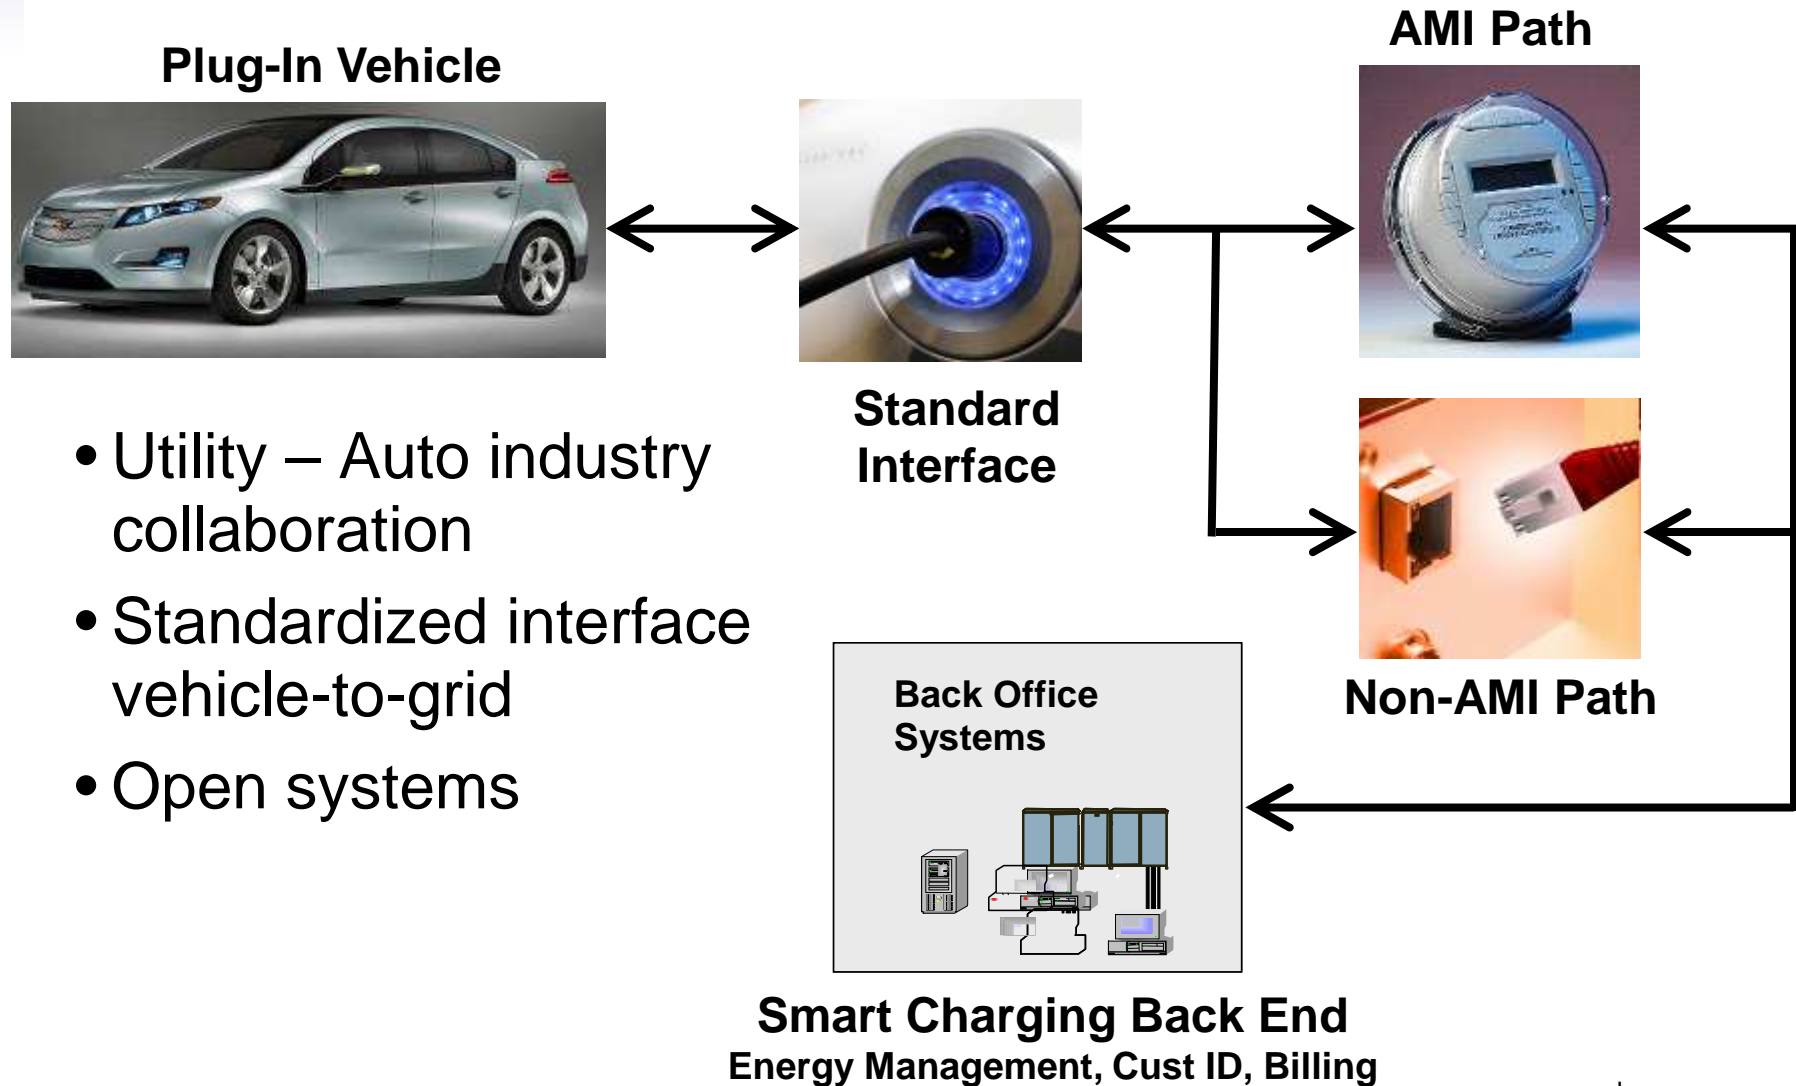 AMI Path
Plug-In Vehicle
Standard
Interface
• Utility – Auto industry
collaboration
• Standardized interface
vehicle-to-grid
• Open systems
Non-AMI Path
Back Office
Systems
Smart Charging Back End
Energy Management, Cust ID, Billing